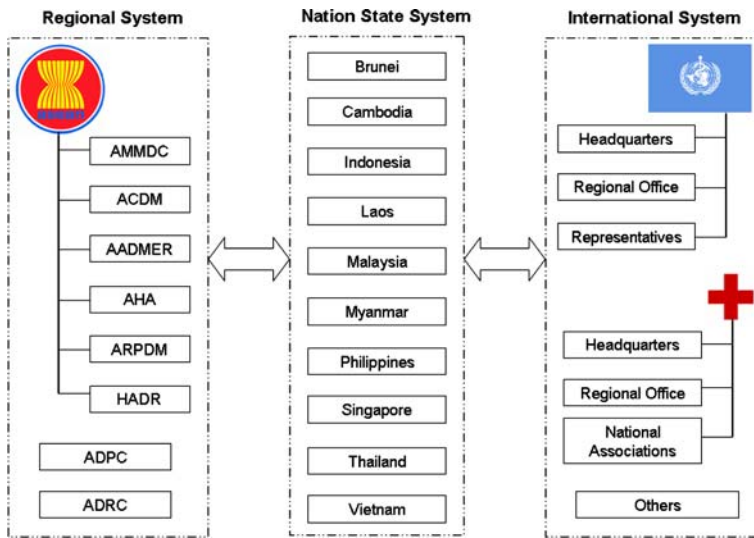 Regional System
asean
AMMDC
ACDM
AADMER
AHA
ARPDM
HADR
ADPC
ADRC
Nation State System
Brunei
Cambodia
Indonesia
Laos
Malaysia
Myanmar
Philippines
Singapore
Thailand
Vietnam
International System
Headquarters
Regional Office
Representatives
Headquarters
Regional Office
National
Associations
Others